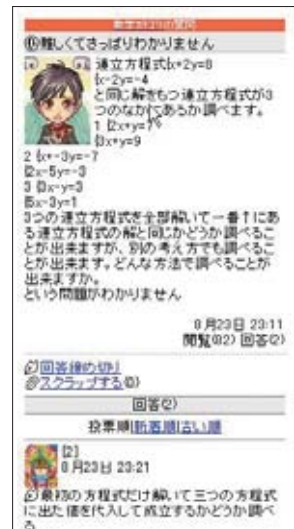 難しくてさっぱりわかりません
連立方程式{x+2y=8
{x-2y=-4
と同じ解をもつ連立方程式が3
つのなかにあるか調べます。
1 {2x+y=7
{3x+y=9
2 {x+-3y=-7
{2x-5y=-3
3 {3x-y=3
{5x-3y=1
3つの連立方程式を全部解いて一番↑にあ
る連立方程式の解と同じかどうか調べるこ
とが出来ますが、別の考え方でも調べるこ
とが出来ます。どんな方法で調べることが
出来ますか。
という問題がわかりません
8月23日 23:11
閲覧(82) 回答(2)
回答締め切り
スクラップする(0)
回答(2)
投票順|新着順|古い順
[2]
8月23日 23:21
最初の方程式だけ解いて三つの方程式
に出た値を代入して成立するかどうか調べ
る